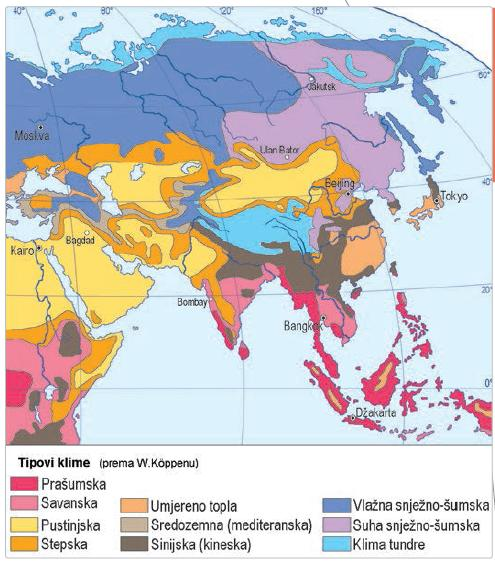 40° 80° 120° 160°
60°
Jakutsk
Moskva
Ulan Bator
Beijing
40°
Tokyo
Bagdad
Kairo
20°
Bombay
Bangkok
0°
Džakarta
Tipovi klime (prema W.Köppenu)
Prašumska
Savanska
Pustinjska
Stepska
Umjereno topla
Sredozemna (mediteranska)
Sinijska (kineska)
Vlažna snježno-šumska
Suha snježno-šumska
Klima tundre